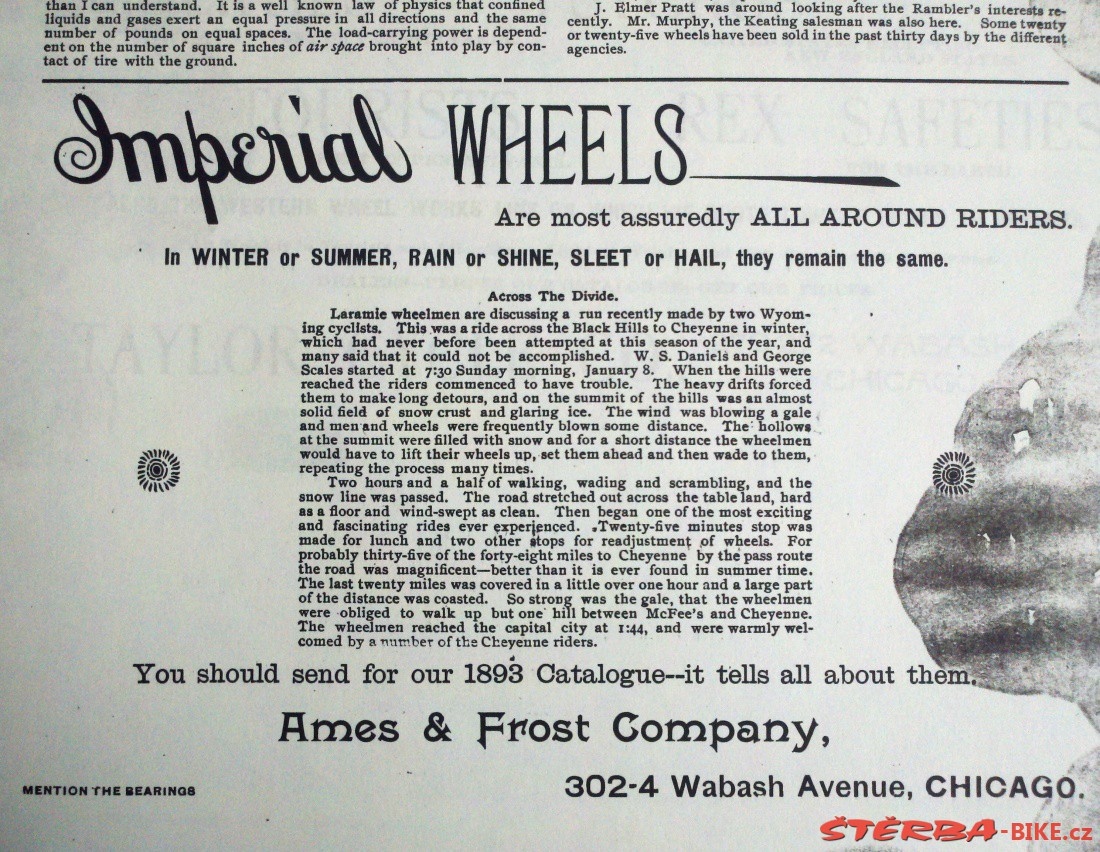 than I can understand. It is a well known law of physics that confined
liquids and gases exert an equal pressure in all directions and the same
number of pounds on equal spaces. The load-carrying power is depend-
ent on the number of square inches of air space brought into play by con-
tact of tire with the ground.
J. Elmer Pratt was around looking after the Rambler's interests re-
cently. Mr. Murphy, the Keating salesman was also here. Some twenty
or twenty-five wheels have been sold in the past thirty days by the different
agencies.
Imperial WHEELS
Are most assuredly ALL AROUND RIDERS.
In WINTER or SUMMER, RAIN or SHINE, SLEET or HAIL, they remain the same.
Across The Divide.
Laramie wheelmen are discussing a run recently made by two Wyom-
ing cyclists. This was a ride across the Black Hills to Cheyenne in winter,
which had never before been attempted at this season of the year, and
many said that it could not be accomplished. W. S. Daniels and George
Scales started at 7:30 Sunday morning, January 8. When the hills were
reached the riders commenced to have trouble. The heavy drifts forced
them to make long detours, and on the summit of the hills was an almost
solid field of snow crust and glaring ice. The wind was blowing a gale
and men and wheels were frequently blown some distance. The hollows
at the summit were filled with snow and for a short distance the wheelmen
would have to lift their wheels up, set them ahead and then wade to them,
repeating the process many times.
Two hours and a half of walking, wading and scrambling, and the
snow line was passed. The road stretched out across the table land, hard
as a floor and wind-swept as clean. Then began one of the most exciting
and fascinating rides ever experienced. Twenty-five minutes stop was
made for lunch and two other stops for readjustment of wheels. For
probably thirty-five of the forty-eight miles to Cheyenne by the pass route
the road was magnificent—better than it is ever found in summer time.
The last twenty miles was covered in a little over one hour and a large part
of the distance was coasted. So strong was the gale, that the wheelmen
were obliged to walk up but one hill between McFee's and Cheyenne.
The wheelmen reached the capital city at 1:44, and were warmly wel-
comed by a number of the Cheyenne riders.
You should send for our 1893 Catalogue--it tells all about them.
Ames & Frost Company,
302-4 Wabash Avenue, CHICAGO.
MENTION THE BEARINGS
ŠTĚRBA-BIKE.cz